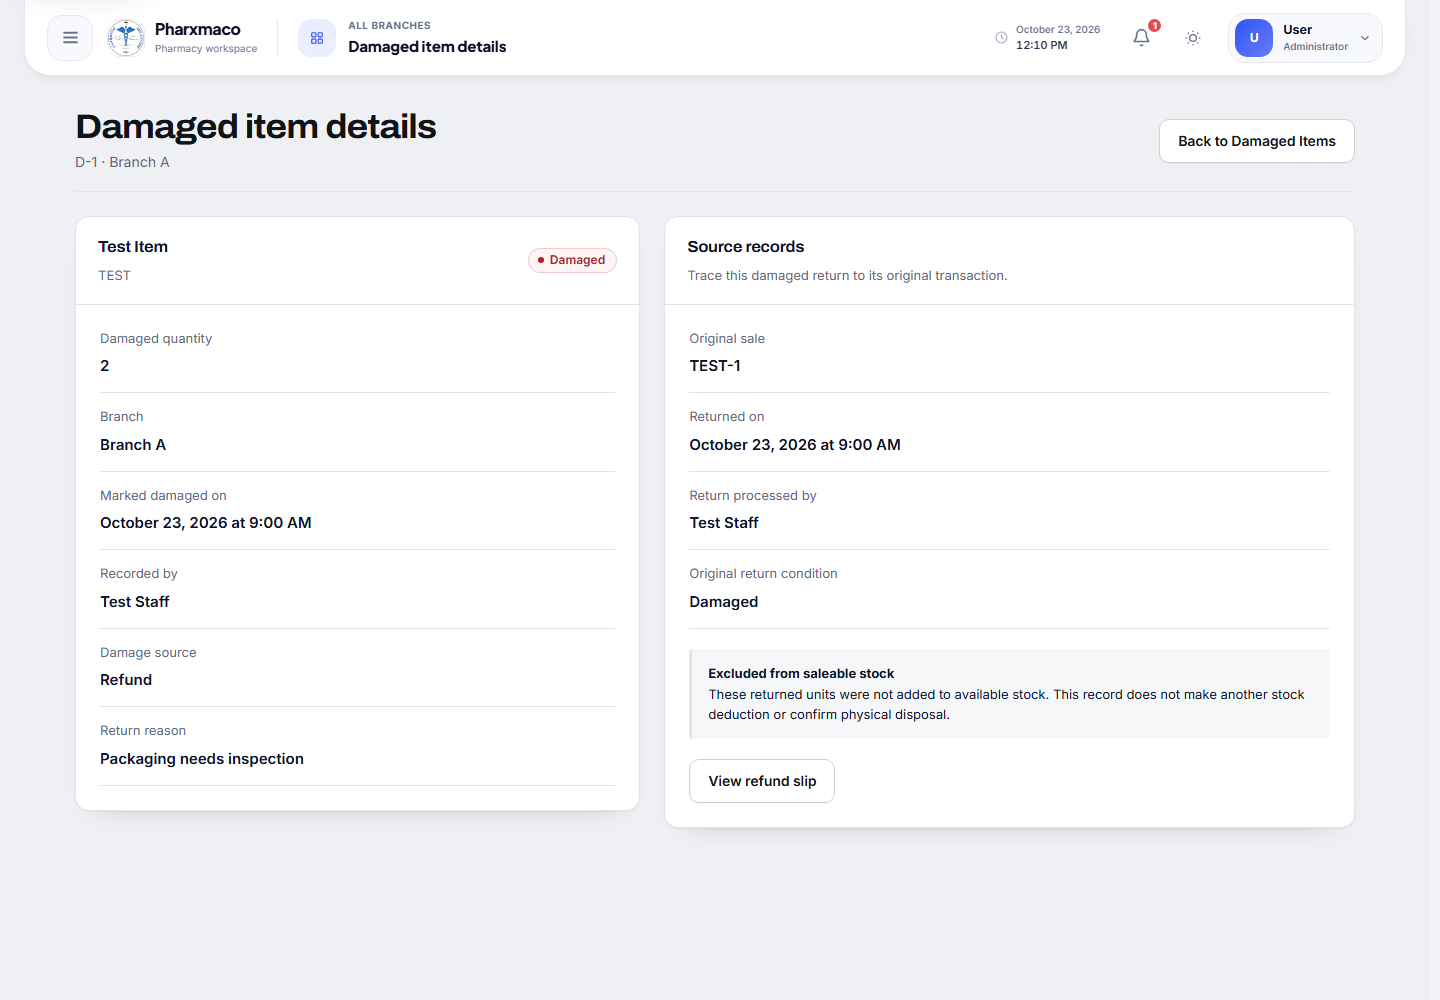 Pharxmaco
Pharmacy workspace
ALL BRANCHES
Damaged item details
October 23, 2026
12:10 PM
1
U
User
Administrator
Damaged item details
D-1 · Branch A
Back to Damaged Items
Test Item
TEST
Damaged
Damaged quantity
2
Branch
Branch A
Marked damaged on
October 23, 2026 at 9:00 AM
Recorded by
Test Staff
Damage source
Refund
Return reason
Packaging needs inspection
Source records
Trace this damaged return to its original transaction.
Original sale
TEST-1
Returned on
October 23, 2026 at 9:00 AM
Return processed by
Test Staff
Original return condition
Damaged
Excluded from saleable stock
These returned units were not added to available stock. This record does not make another stock
deduction or confirm physical disposal.
View refund slip